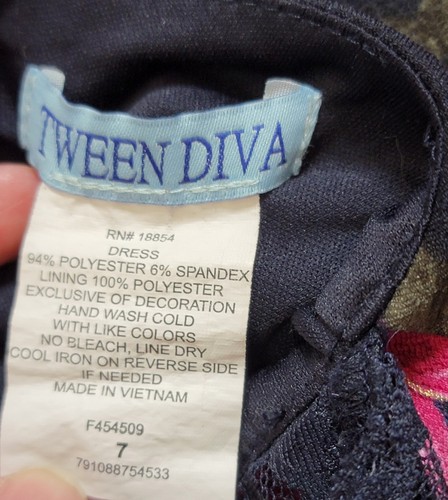 TWEEN DIVA
RN# 18854
DRESS
94% POLYESTER 6% SPANDEX
LINING 100% POLYESTER
EXCLUSIVE OF DECORATION
HAND WASH COLD
WITH LIKE COLORS
NO BLEACH, LINE DRY
COOL IRON ON REVERSE SIDE
IF NEEDED
MADE IN VIETNAM
F454509
7
791088754533